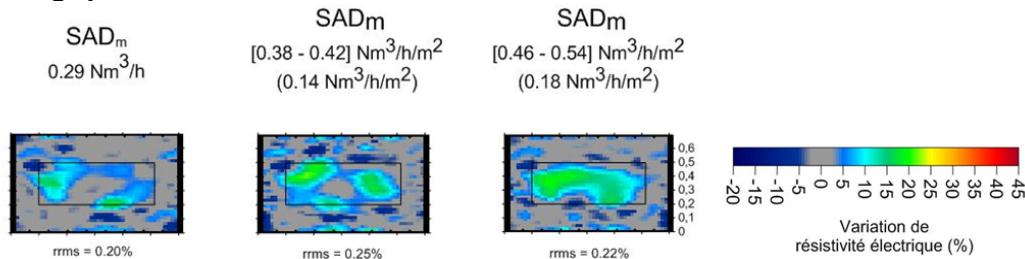 SADm
0.29 Nm³/h
rrms = 0.20%
SADm
[0.38 - 0.42] Nm³/h/m²
(0.14 Nm³/h/m²)
rrms = 0.25%
SADm
[0.46 - 0.54] Nm³/h/m²
(0.18 Nm³/h/m²)
0,6
0,5
0,4
0,3
0,2
0,1
0
rrms = 0.22%
-20 -15 -10 -5 0 5 10 15 20 25 30 35 40 45
Variation de
résistivité électrique (%)